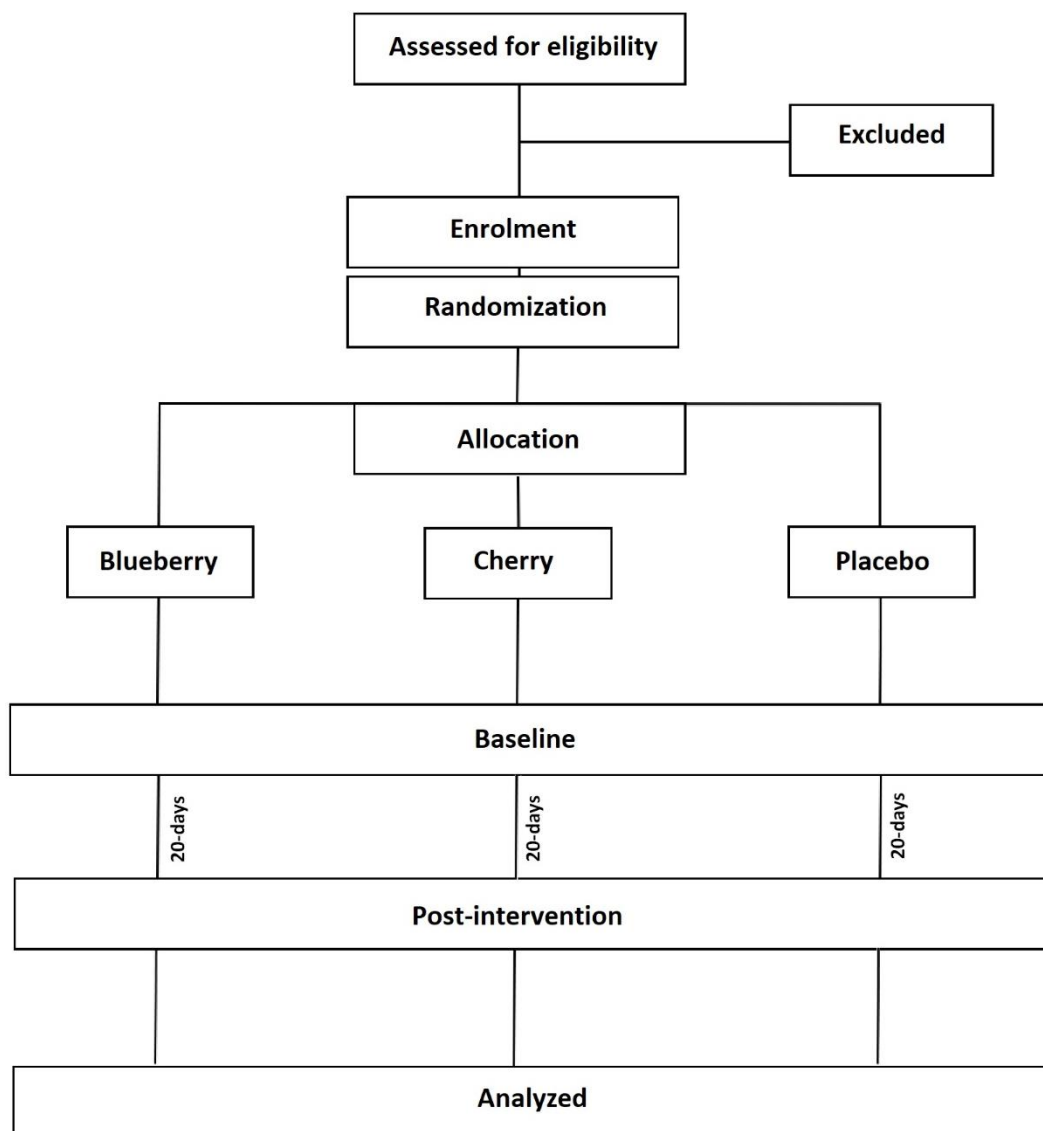 Assessed for eligibility
Excluded
Enrolment
Randomization
Allocation
Blueberry
Cherry
Placebo
Baseline
20-days
20-days
20-days
Post-intervention
Analyzed